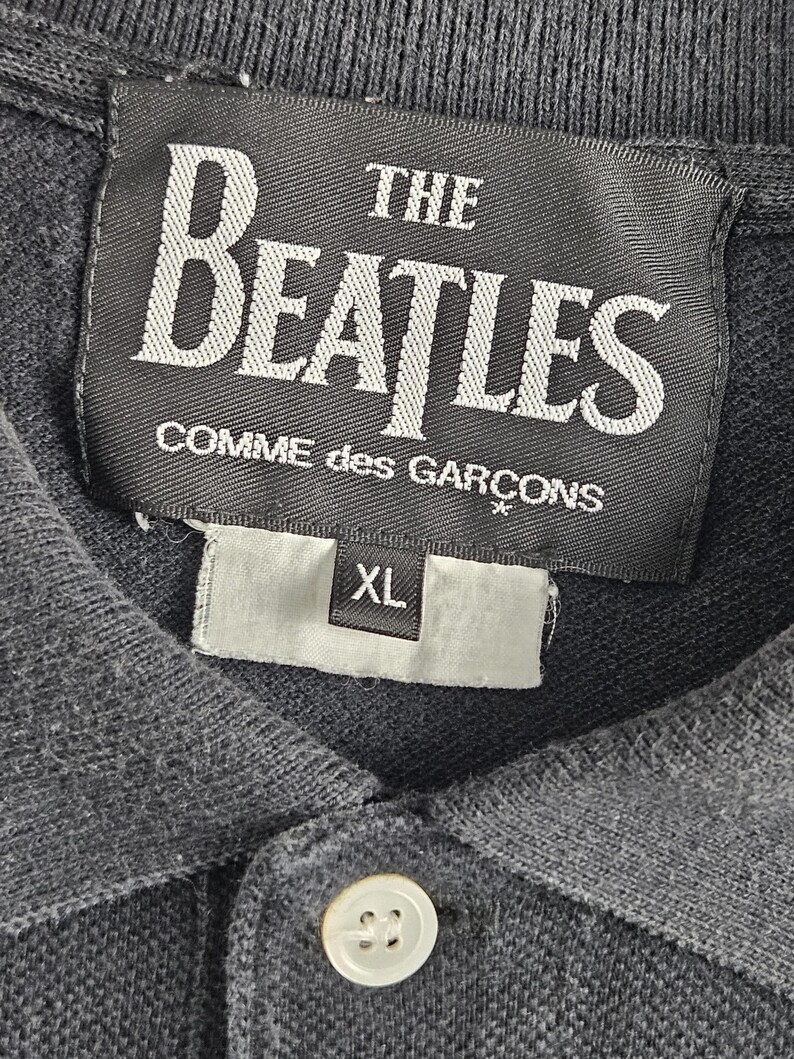 THE
BEATLES
COMME des GARÇONS
*
XL